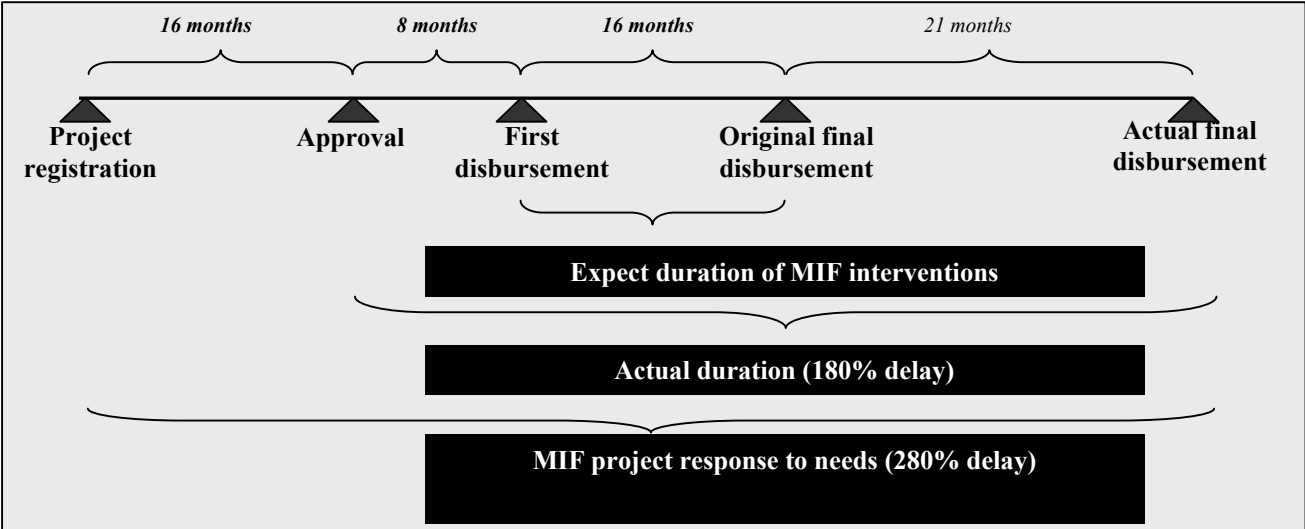 16 months 8 months 16 months 21 months
Project registration
Approval
First disbursement
Original final disbursement
Actual final disbursement
Expect duration of MIF interventions
Actual duration (180% delay)
MIF project response to needs (280% delay)